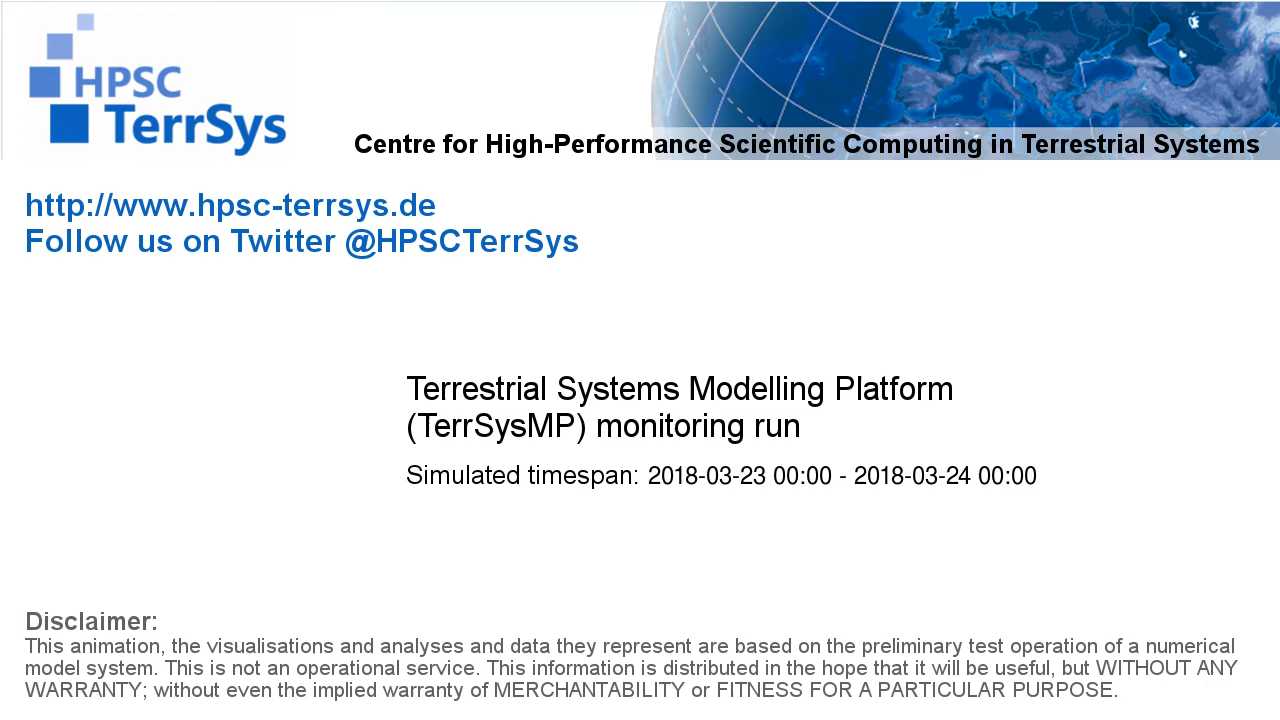 HPSC
TerrSys
Centre for High-Performance Scientific Computing in Terrestrial Systems
http://www.hpsc-terrsys.de
Follow us on Twitter @HPSCTerrSys
Terrestrial Systems Modelling Platform
(TerrSysMP) monitoring run
Simulated timespan: 2018-03-23 00:00 - 2018-03-24 00:00
Disclaimer:
This animation, the visualisations and analyses and data they represent are based on the preliminary test operation of a numerical
model system. This is not an operational service. This information is distributed in the hope that it will be useful, but WITHOUT ANY
WARRANTY; without even the implied warranty of MERCHANTABILITY or FITNESS FOR A PARTICULAR PURPOSE.